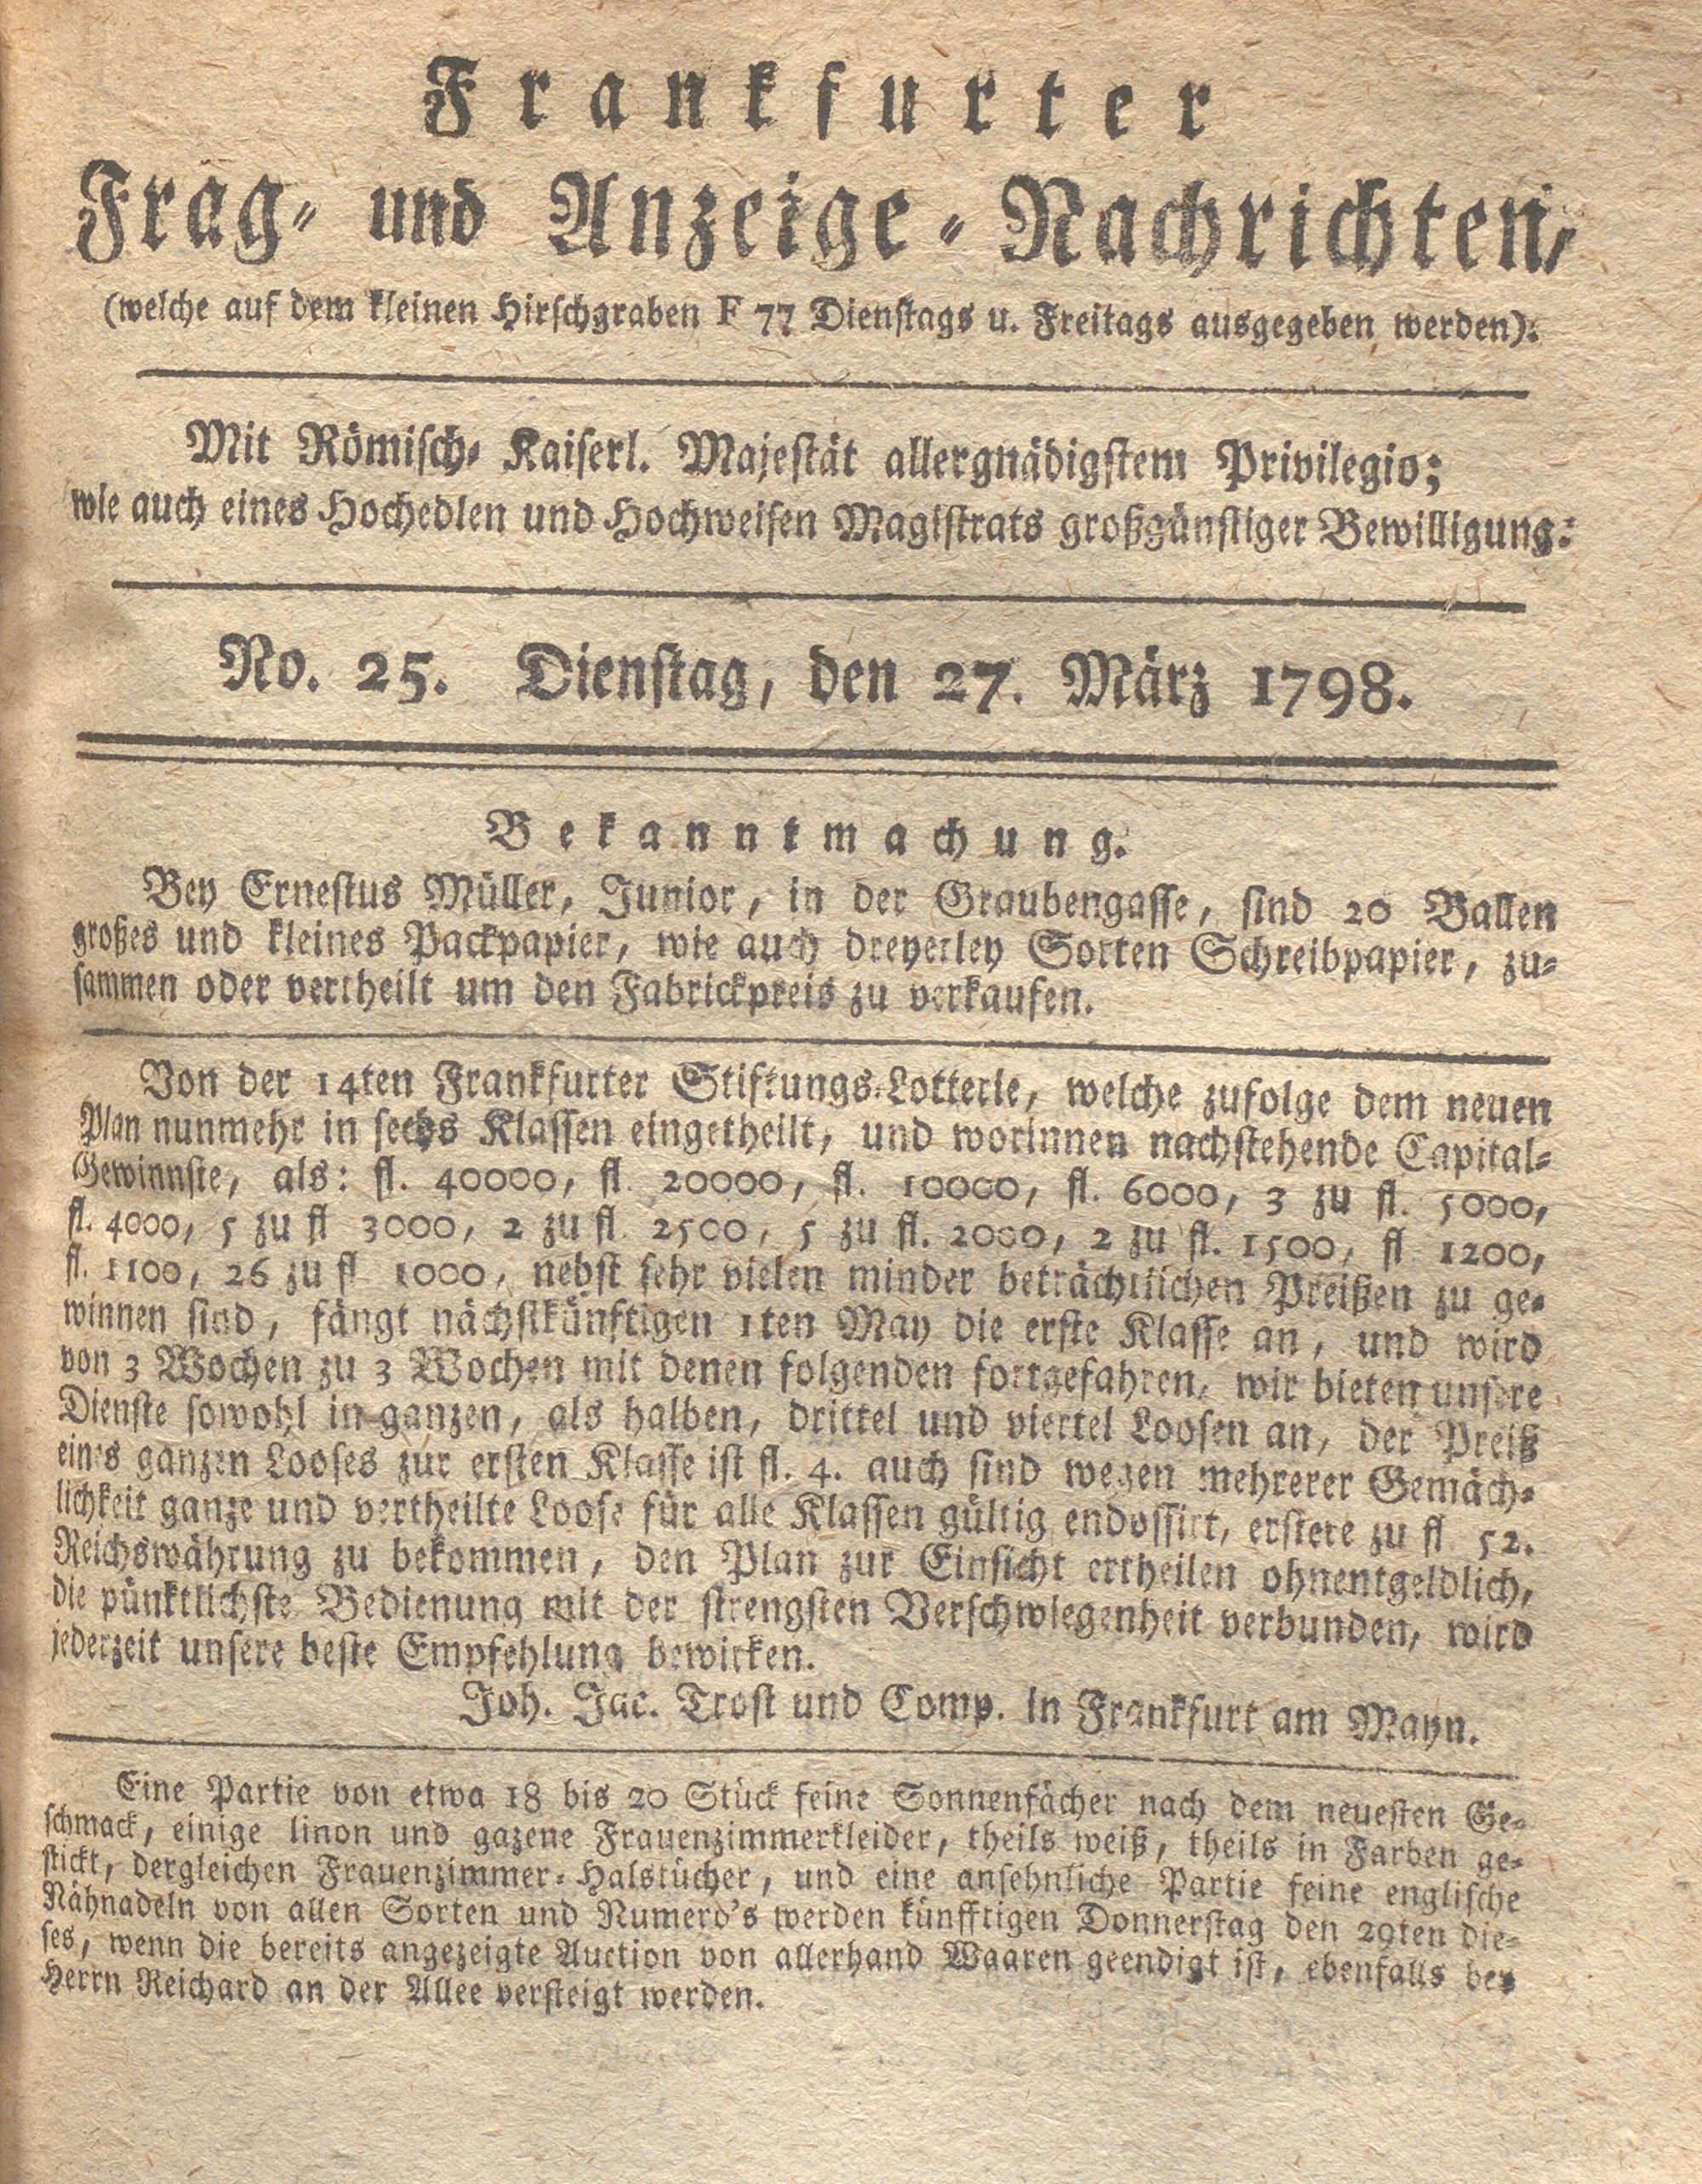 Frankfurter
Frag- und Anzeige-Nachrichten,
(welche auf dem kleinen Hirschgraben F 77 Dienstags u. Freitags ausgegeben werden).
Mit Römisch- Kaiserl. Majestät allergnädigstem Privilegio;
wie auch eines Hochedlen und Hochweisen Magistrats großgünstiger Bewilligung.
No. 25. Dienstag, den 27. März 1798.
Bekanntmachung.
Bey Ernestus Müller, Junior, in der Graubengasse, sind 20 Ballen
großes und kleines Packpapier, wie auch dreyerley Sorten Schreibpapier, zu-
sammen oder vertheilt um den Fabrickpreis zu verkaufen.
Von der 14ten Frankfurter Stiftungs-Lotterie, welche zufolge dem neuen
Plan nunmehr in sechs Klassen eingetheilt, und worinnen nachstehende Capital-
Gewinnste, als: fl. 40000, fl. 20000, fl. 10000, fl. 6000, 3 zu fl. 5000,
fl. 4000, 5 zu fl 3000, 2 zu fl. 2500, 5 zu fl. 2000, 2 zu fl. 1500, fl 1200,
fl. 1100, 26 zu fl 1000, nebst sehr vielen minder beträchtlichen Preißen zu ge-
winnen sind, fängt nächstkünftigen 1ten May die erste Klasse an, und wird
von 3 Wochen zu 3 Wochen mit denen folgenden fortgefahren, wir bieten unsere
Dienste sowohl in ganzen, als halben, drittel und viertel Loosen an, der Preiß
eines ganzen Looses zur ersten Klasse ist fl. 4. auch sind wegen mehrerer Gemäch-
lichkeit ganze und vertheilte Loose für alle Klassen gültig endossirt, erstere zu fl 52.
Reichswährung zu bekommen, den Plan zur Einsicht ertheilen ohnentgeldlich,
die pünktlichste Bedienung mit der strengsten Verschwiegenheit verbunden, wird
jederzeit unsere beste Empfehlung bewirken.
Joh. Jac. Trost und Comp. in Frankfurt am Mayn.
Eine Partie von etwa 18 bis 20 Stück feine Sonnenfächer nach dem neuesten Ge-
schmack, einige linon und gazene Frauenzimmerkleider, theils weiß, theils in Farben ge-
stickt, dergleichen Frauenzimmer-Halstücher, und eine ansehnliche Partie feine englische
Nähnadeln von allen Sorten und Numero's werden künfftigen Donnerstag den 29ten die-
ses, wenn die bereits angezeigte Auction von allerhand Waaren geendigt ist, ebenfalls bey
Herrn Reichard an der Allee versteigt werden.